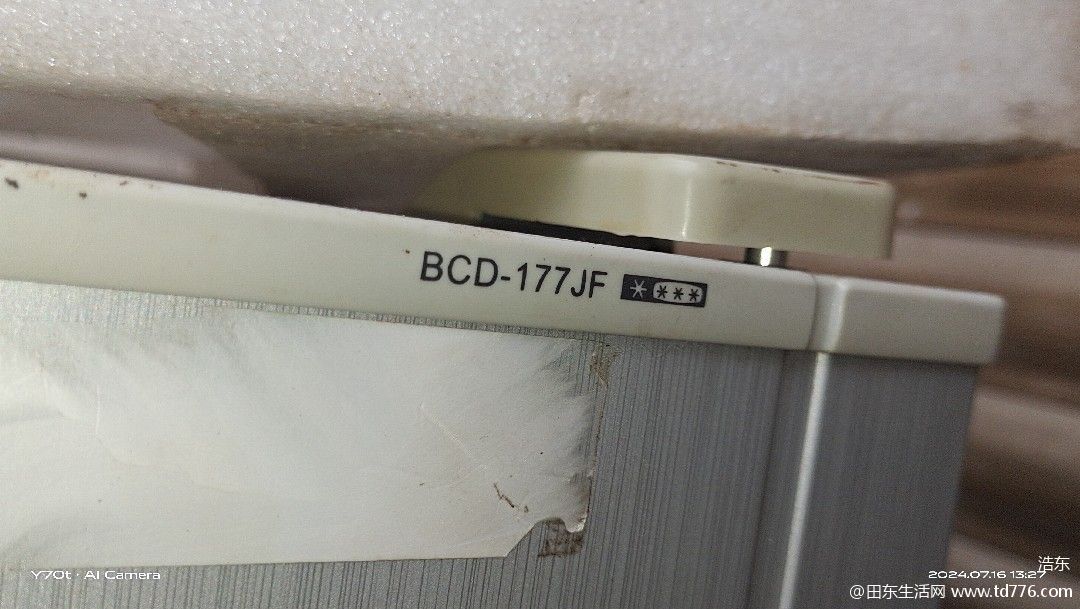 BCD-177JF ****
Y70t · AI Camera
浩东
2024.07.16 13:27
@田东生活网 www.td776.com